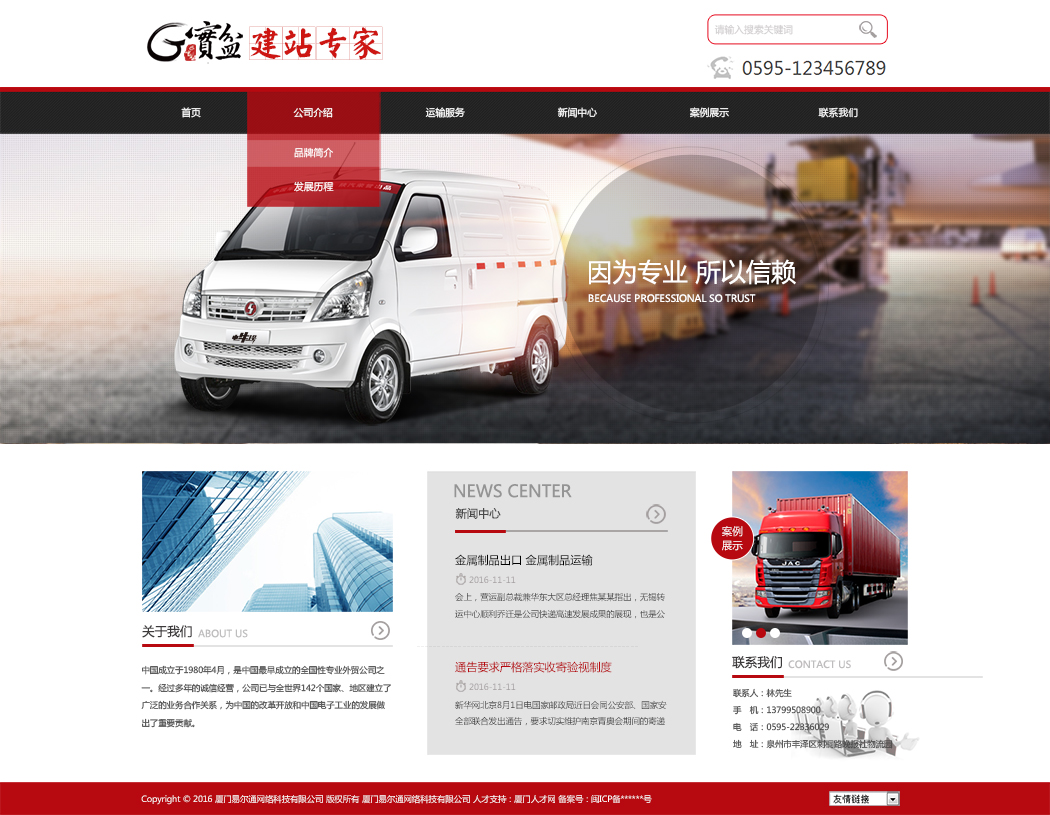 G寶盆 建站专家
请输入搜索关键词
0595-123456789
首页 公司介绍 运输服务 新闻中心 案例展示 联系我们
品牌简介
发展历程
因为专业 所以信赖
BECAUSE PROFESSIONAL SO TRUST
关于我们 ABOUT US
中国成立于1980年4月，是中国最早成立的全国性专业外贸公司之
一。经过多年的诚信经营，公司已与全世界142个国家、地区建立了
广泛的业务合作关系，为中国的改革开放和中国电子工业的发展做
出了重要贡献。
NEWS CENTER
新闻中心
金属制品出口 金属制品运输
2016-11-11
会上，营运副总裁兼华东大区总经理焦某某指出，无锡转
运中心顺利乔迁是公司快递高速发展成果的展现，也是公
通告要求严格落实收寄验视制度
2016-11-11
新华网北京8月1日电国家邮政局近日会同公安部、国家安
全部联合发出通告，要求切实维护南京青奥会期间的寄递
案例
展示
JAC
联系我们 CONTACT US
联系人：林先生
手 机：13799508900
电 话：0595-22836029
地 址：泉州市丰泽区刺桐路晚报社物流园
Copyright © 2016 厦门易尔通网络科技有限公司 版权所有 厦门易尔通网络科技有限公司 人才支持：厦门人才网 备案号：闽ICP备******号
友情链接